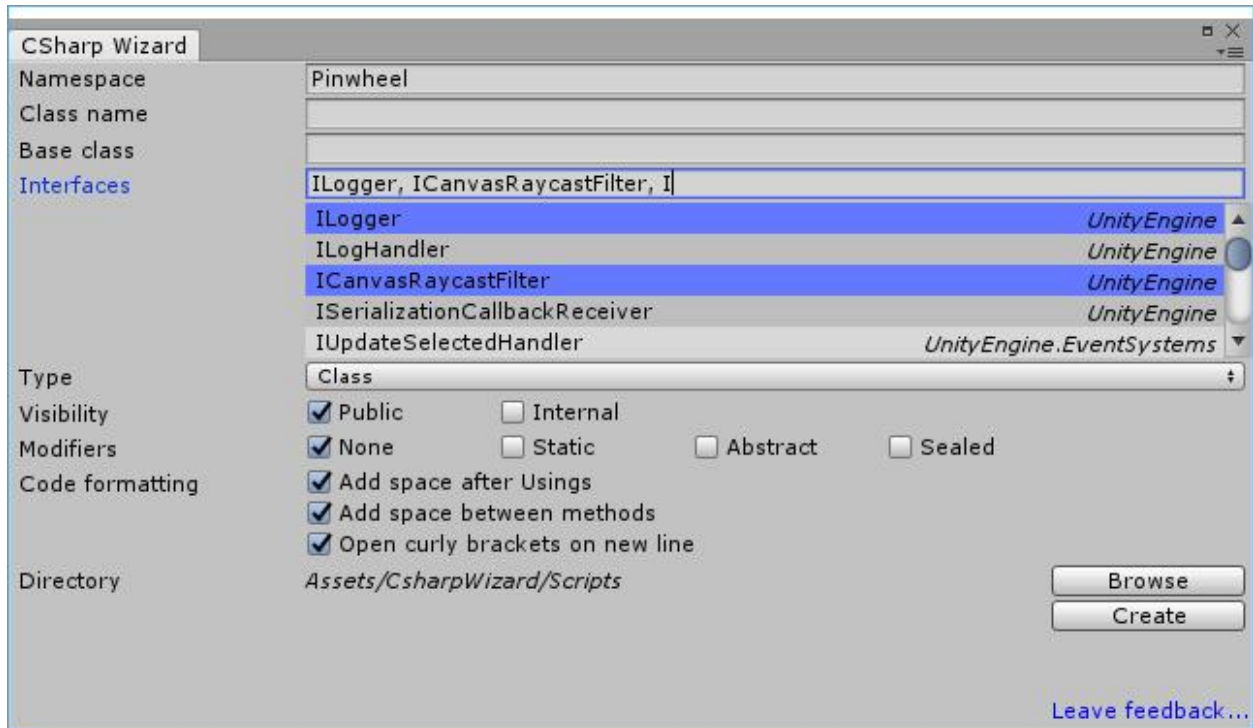 CSharp Wizard
Namespace Pinwheel
Class name
Base class
Interfaces ILogger, ICanvasRaycastFilter, I
ILogger UnityEngine
ILogHandler UnityEngine
ICanvasRaycastFilter UnityEngine
ISerializationCallbackReceiver UnityEngine
IUpdateSelectedHandler UnityEngine.EventSystems
Type Class
Visibility Public Internal
Modifiers None Static Abstract Sealed
Code formatting Add space after Usings
Add space between methods
Open curly brackets on new line
Directory Assets/CsharpWizard/Scripts Browse
Create
Leave feedback...